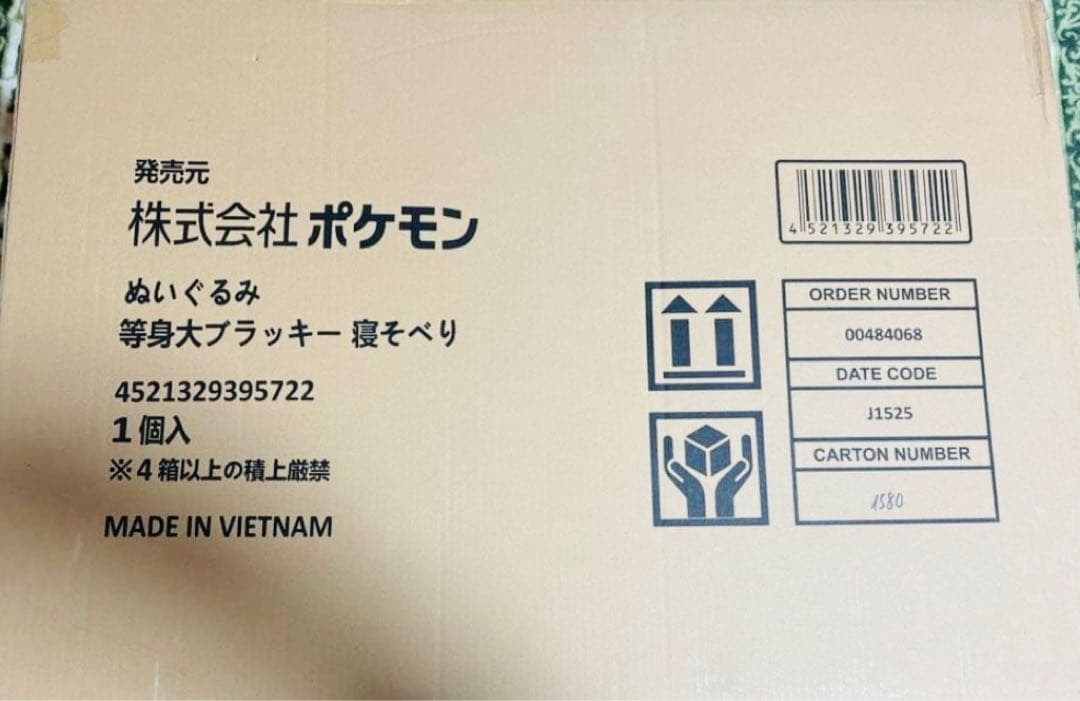 発売元
株式会社ポケモン
ぬいぐるみ
等身大ブラッキー 寝そべり
4521329395722
1個入
※4箱以上の積上厳禁
MADE IN VIETNAM
4 521329 395722
ORDER NUMBER
00484068
DATE CODE
J1525
CARTON NUMBER
1580